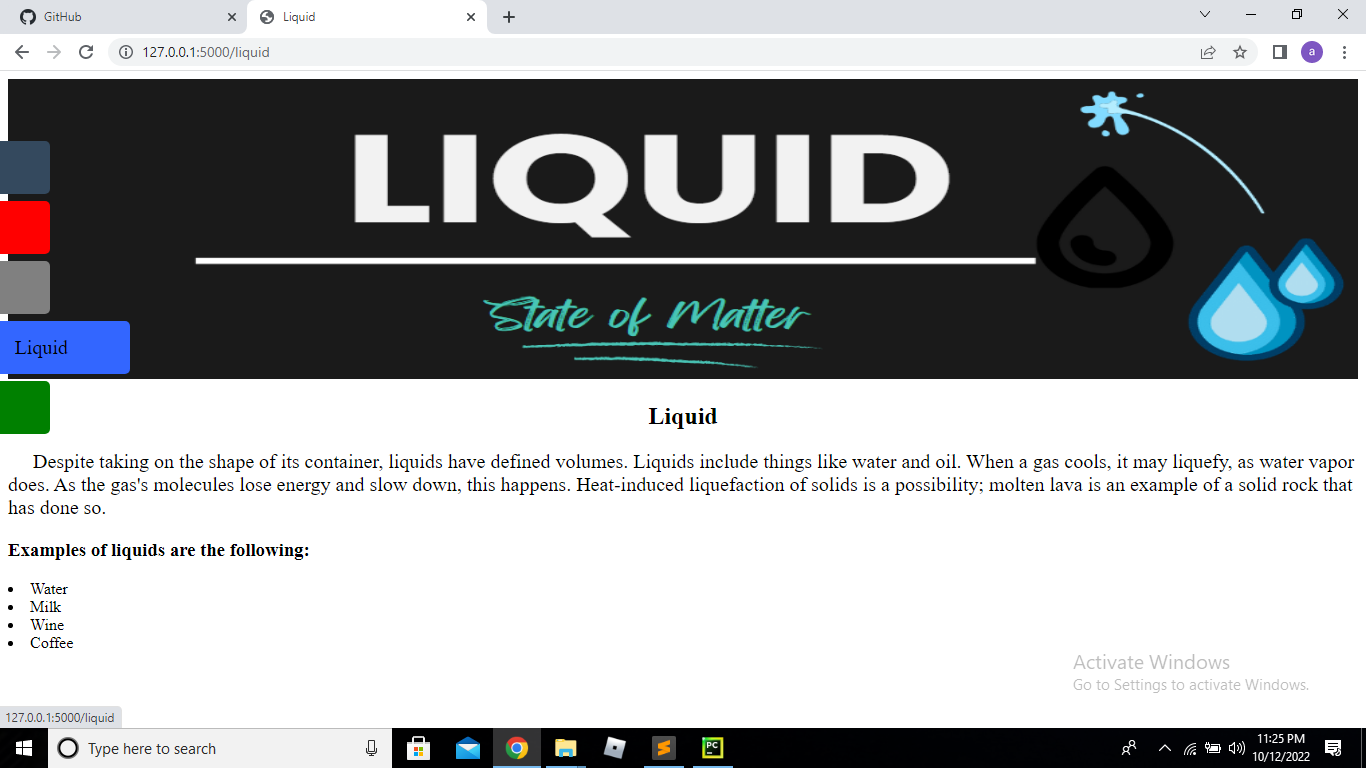 GitHub
Liquid
127.0.0.1:5000/liquid
a
LIQUID
State of Matter
Liquid
Liquid
Despite taking on the shape of its container, liquids have defined volumes. Liquids include things like water and oil. When a gas cools, it may liquefy, as water vapor
does. As the gas's molecules lose energy and slow down, this happens. Heat-induced liquefaction of solids is a possibility; molten lava is an example of a solid rock that
has done so.
Examples of liquids are the following:
Water
Milk
Wine
Coffee
Activate Windows
Go to Settings to activate Windows.
127.0.0.1:5000/liquid
Type here to search
PC
11:25 PM
10/12/2022